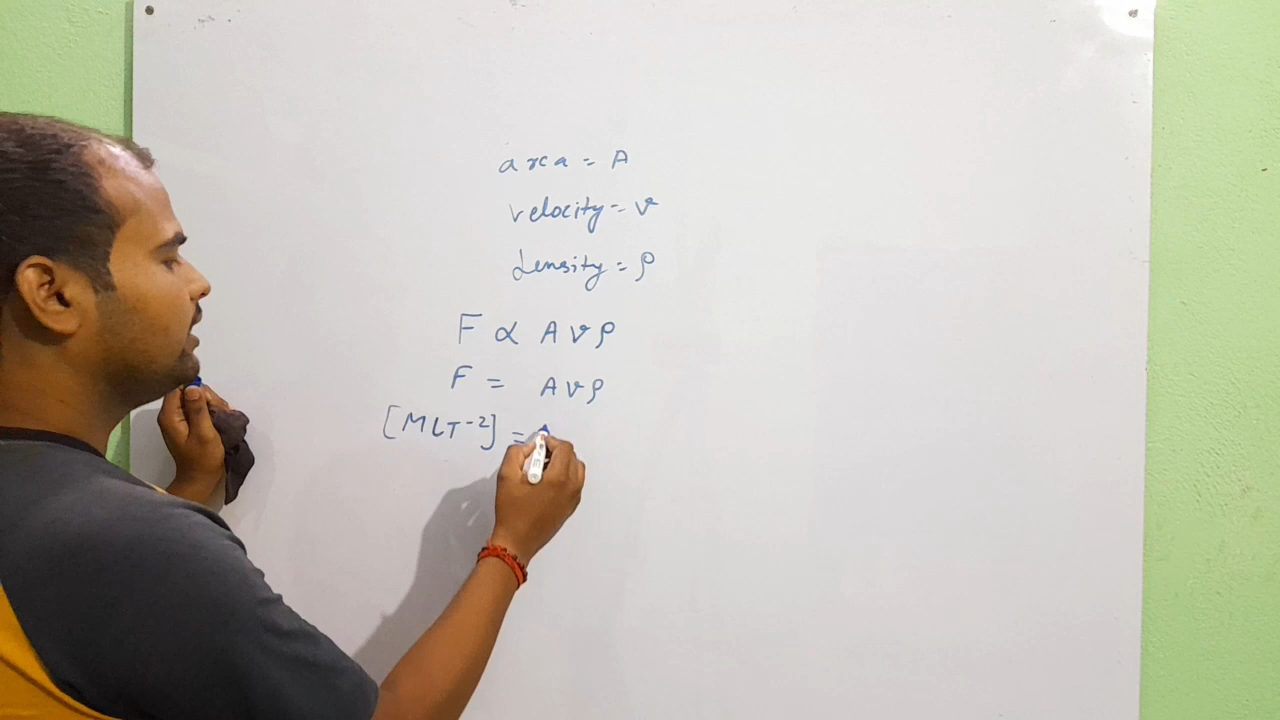 area = A
velocity = v
density = ρ
F ∝ A v ρ
F = A v ρ
[MLT⁻²] =